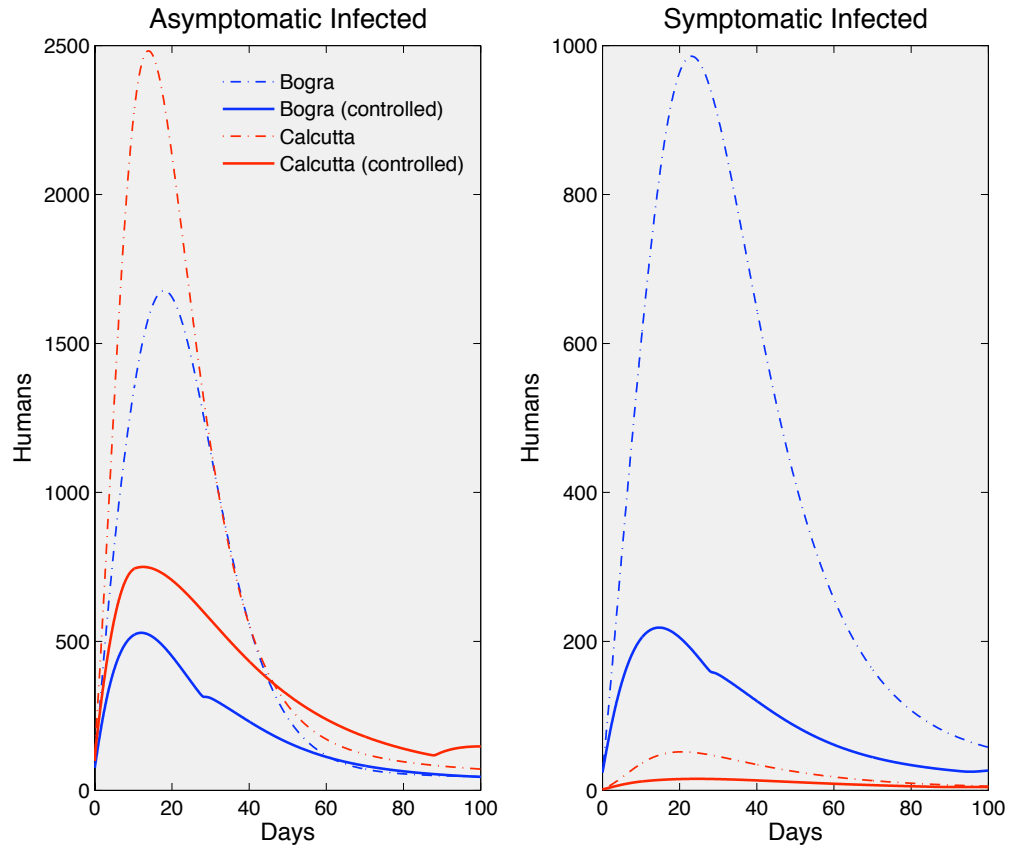 Asymptomatic Infected
2500
2000
1500
1000
500
0
0 20 40 60 80 100
Humans
Days
Bogra
Bogra (controlled)
Calcutta
Calcutta (controlled)
Symptomatic Infected
1000
800
600
400
200
0
0 20 40 60 80 100
Humans
Days